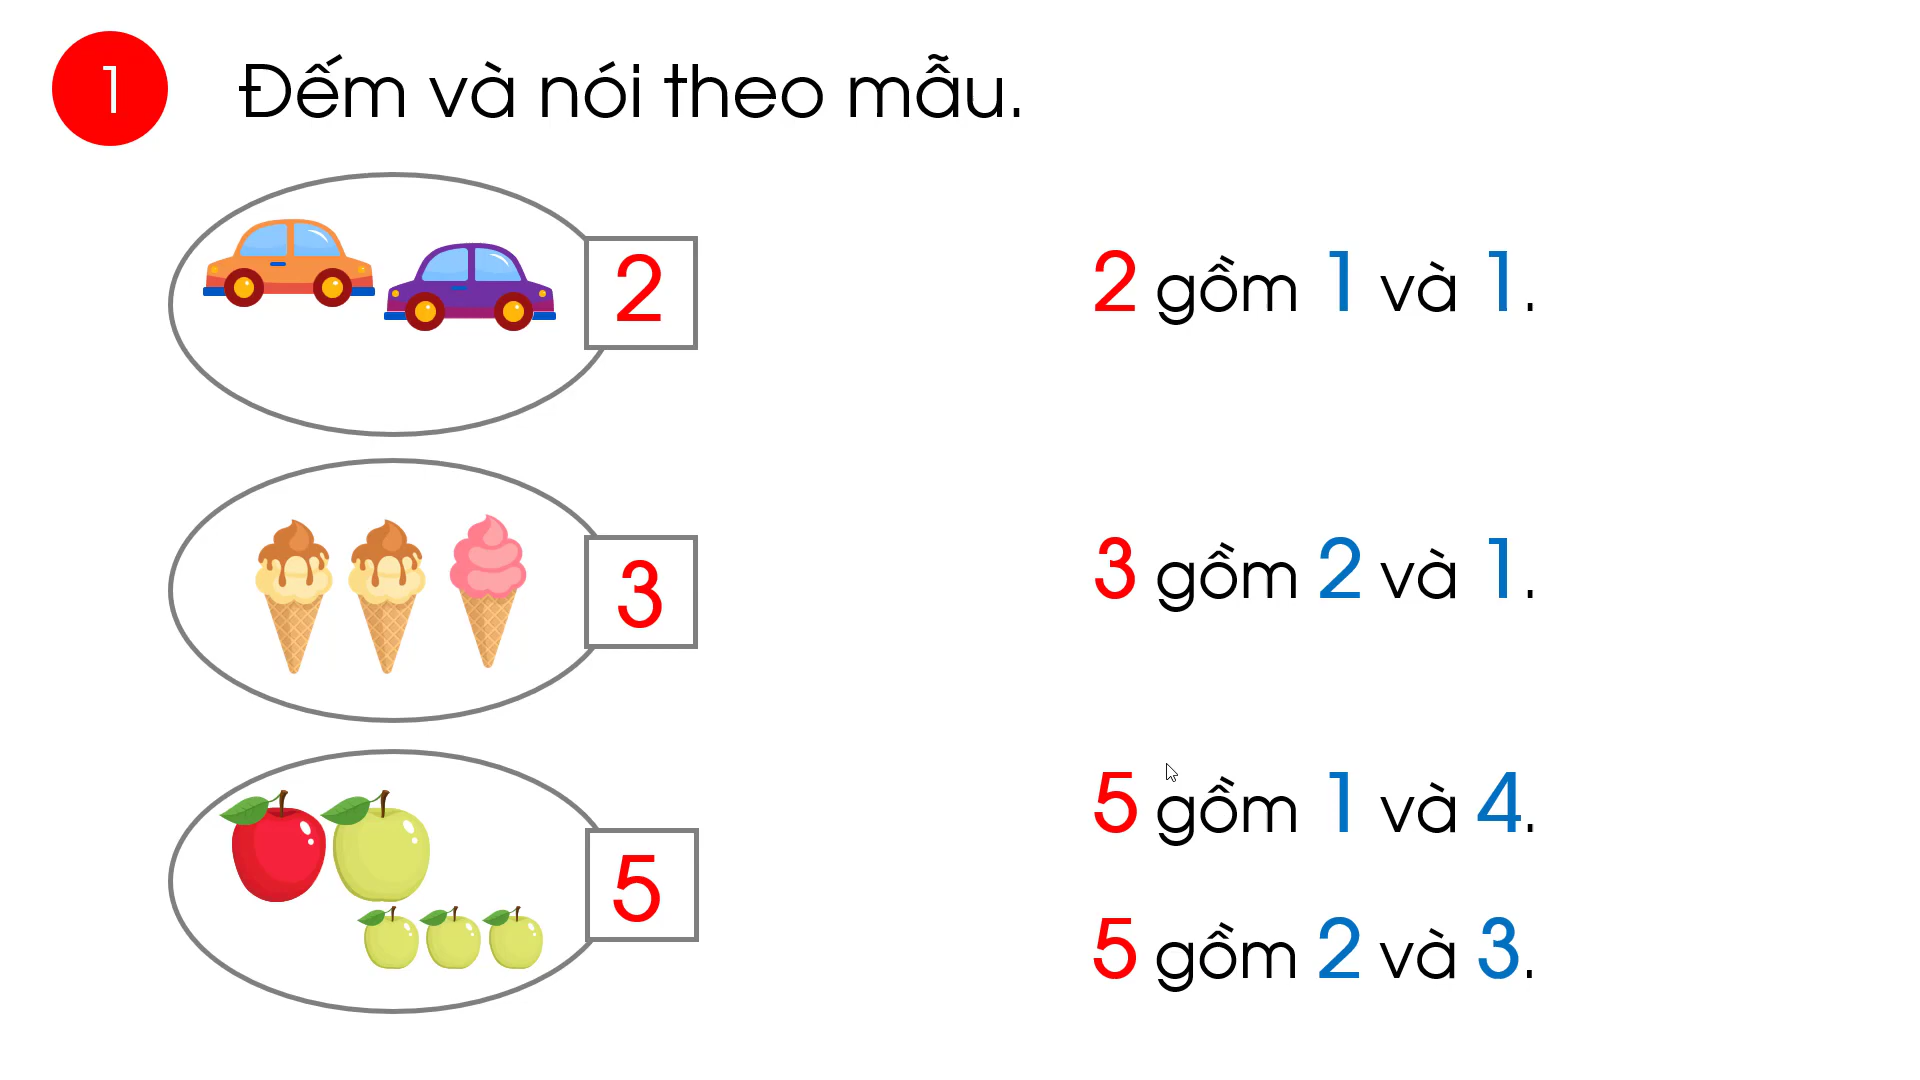 1 Đếm và nói theo mẫu.
2
2 gồm 1 và 1.
3
3 gồm 2 và 1.
5
5 gồm 1 và 4.
5 gồm 2 và 3.